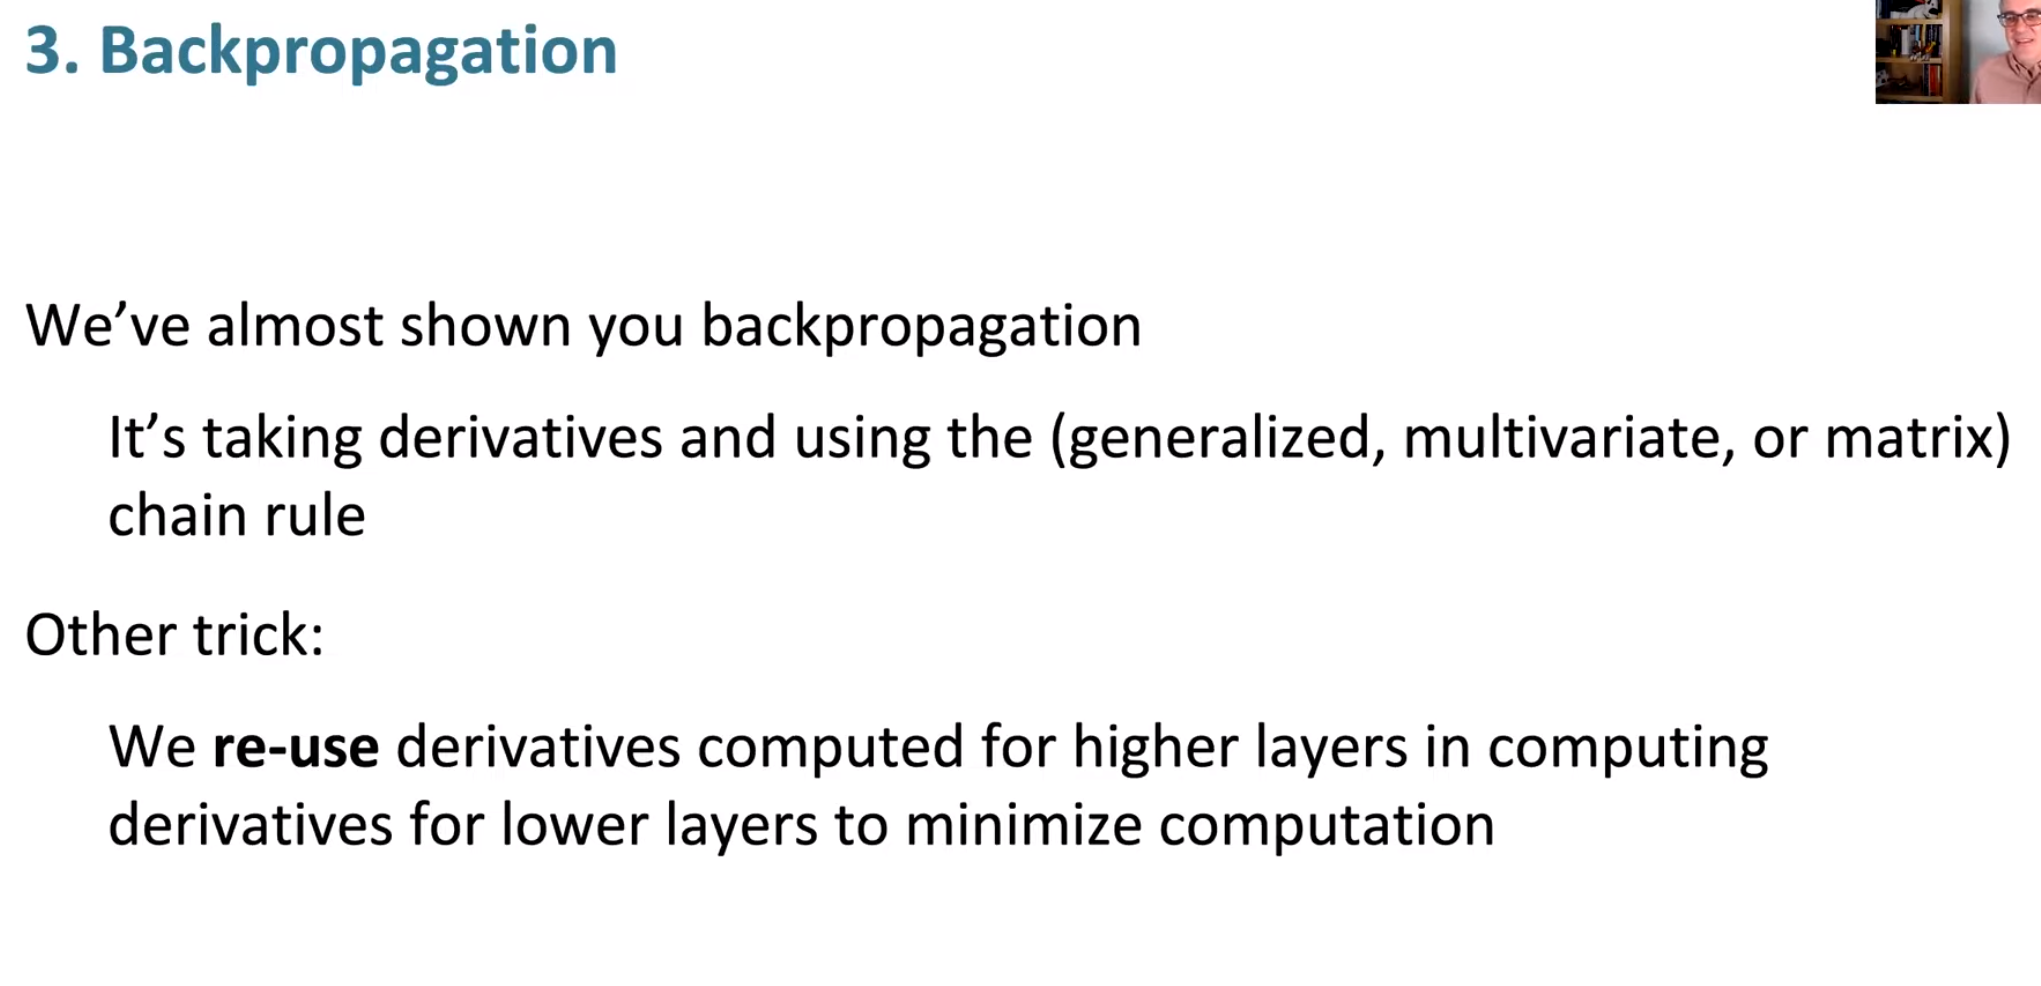 3. Backpropagation
We’ve almost shown you backpropagation
It’s taking derivatives and using the (generalized, multivariate, or matrix)
chain rule
Other trick:
We re-use derivatives computed for higher layers in computing
derivatives for lower layers to minimize computation